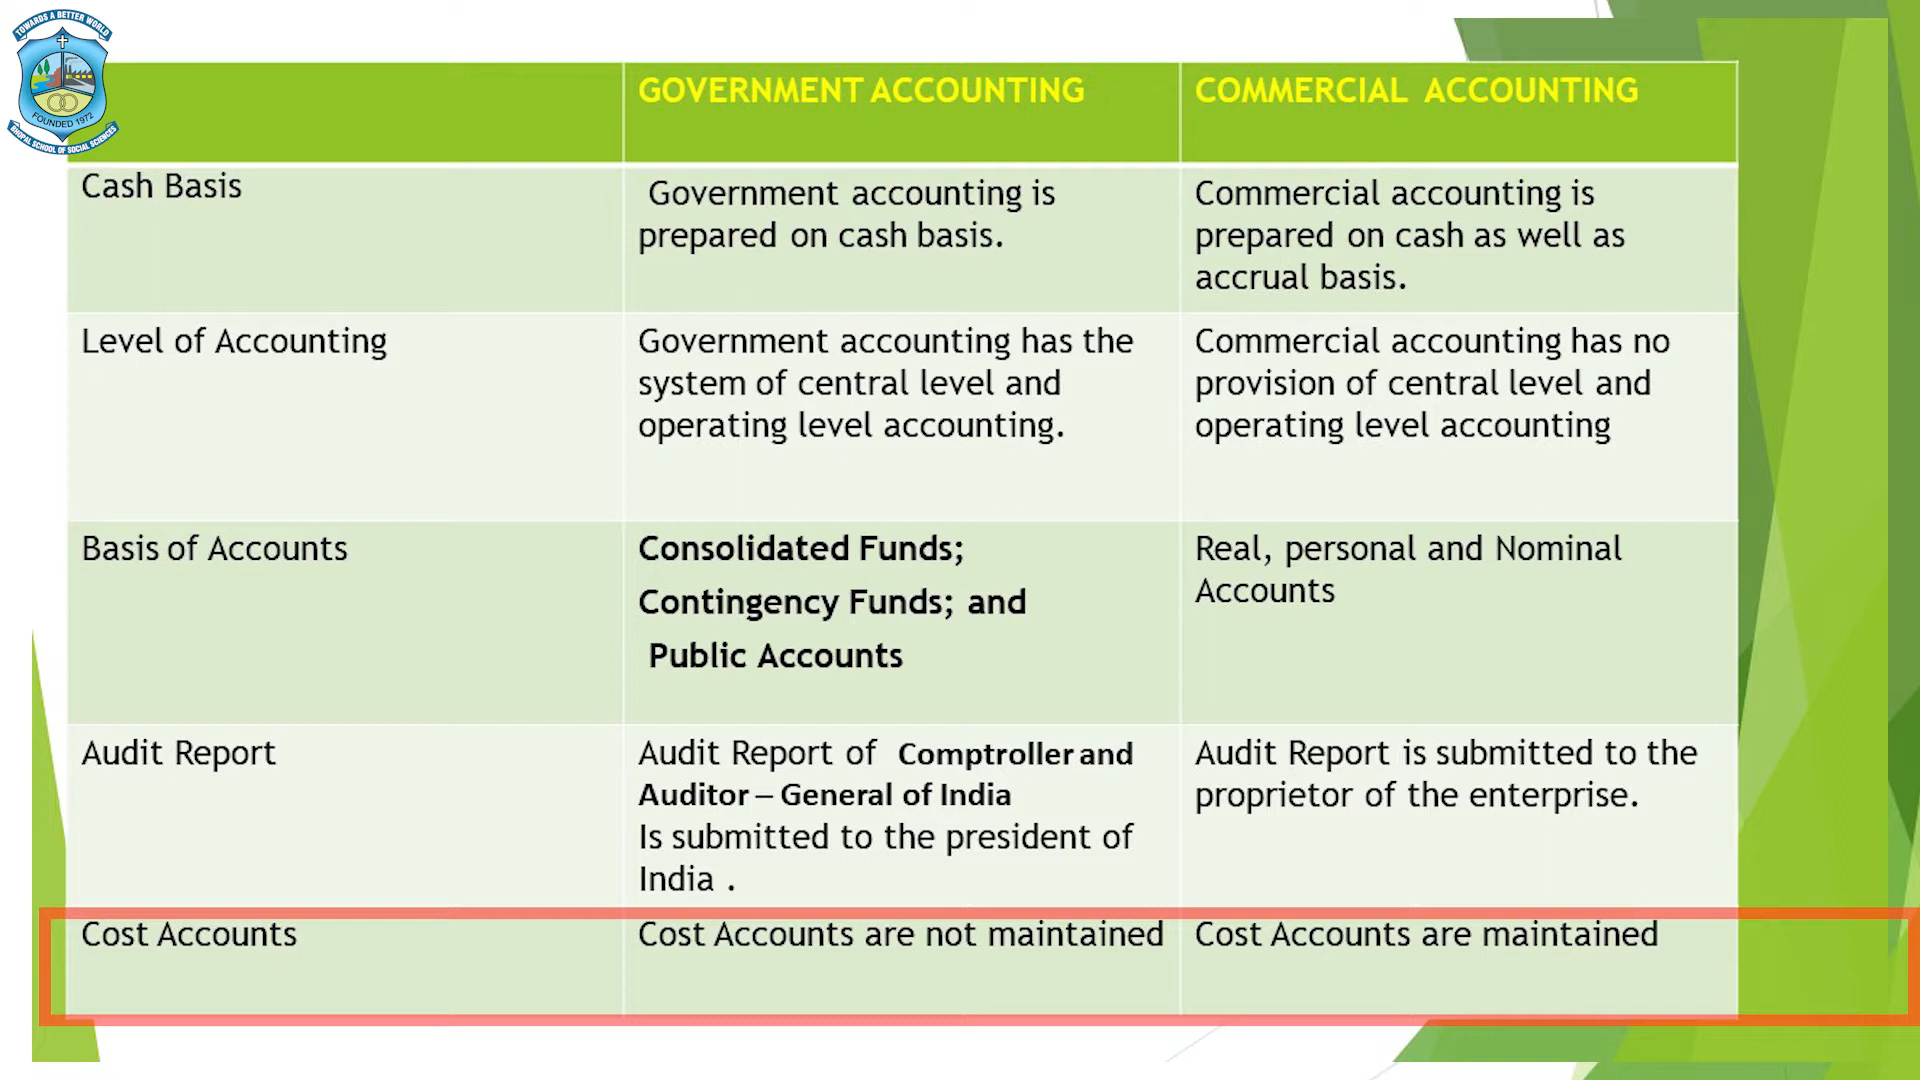 TOWARDS A BETTER WORLD
FOUNDED 1972
BHOPAL SCHOOL OF SOCIAL SCIENCES
GOVERNMENT ACCOUNTING
COMMERCIAL ACCOUNTING
Cash Basis
Government accounting is
prepared on cash basis.
Commercial accounting is
prepared on cash as well as
accrual basis.
Level of Accounting
Government accounting has the
system of central level and
operating level accounting.
Commercial accounting has no
provision of central level and
operating level accounting
Basis of Accounts
Consolidated Funds;
Contingency Funds; and
Public Accounts
Real, personal and Nominal
Accounts
Audit Report
Audit Report of Comptroller and
Auditor – General of India
Is submitted to the president of
India .
Audit Report is submitted to the
proprietor of the enterprise.
Cost Accounts
Cost Accounts are not maintained
Cost Accounts are maintained